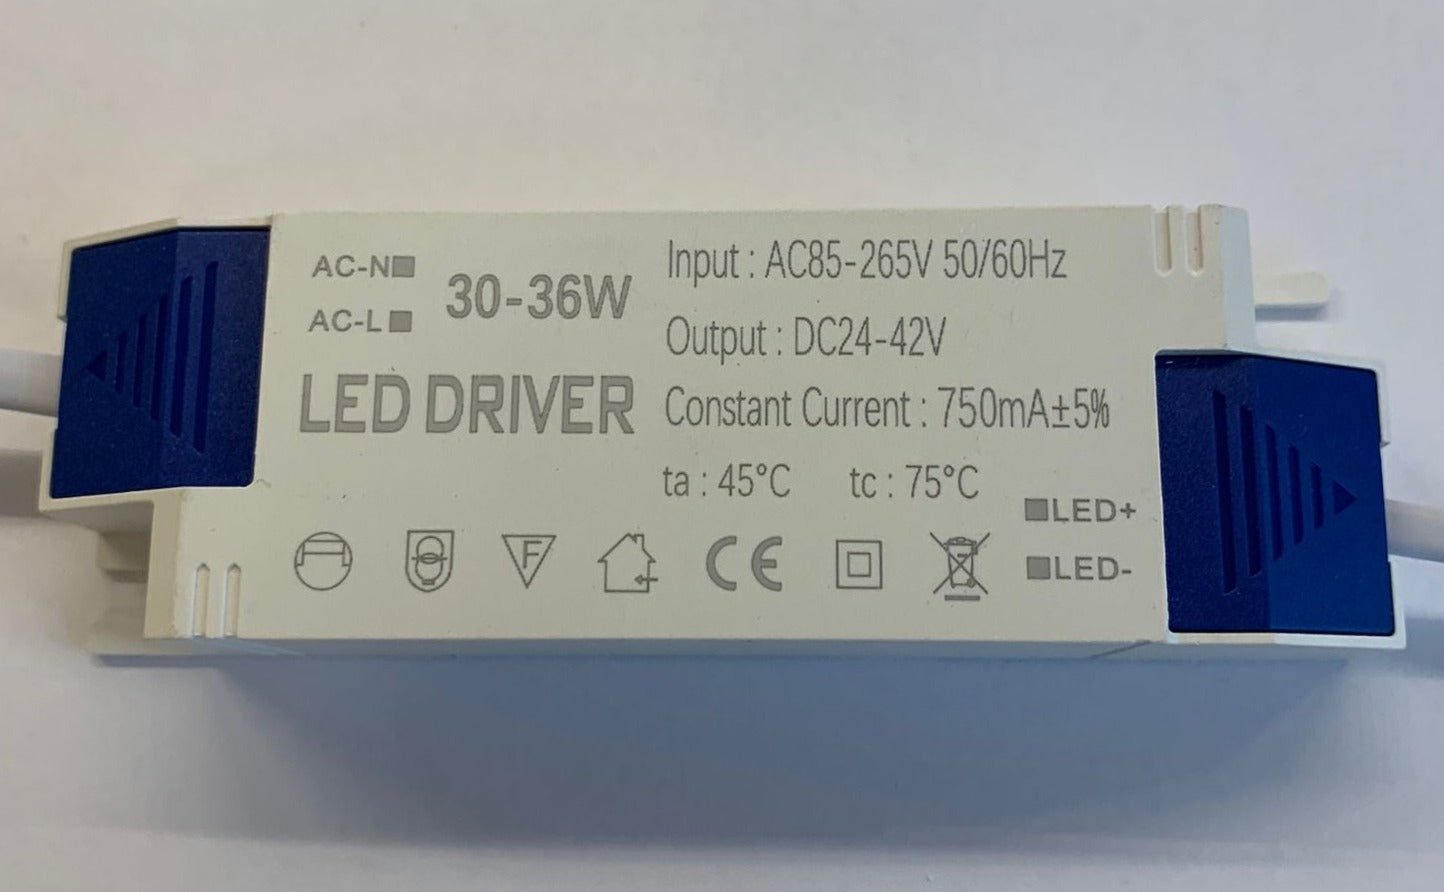 AC-N
AC-L
30-36W
LED DRIVER
Input : AC85-265V 50/60Hz
Output : DC24-42V
Constant Current : 750mA±5%
ta : 45°C tc : 75°C
LED+
LED-
F
CE